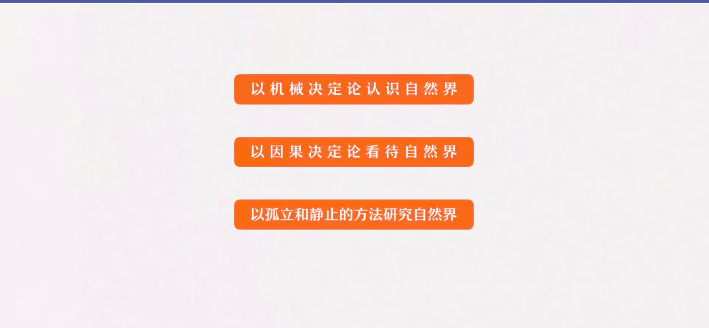 以机械决定论认识自然界
以因果决定论看待自然界
以孤立和静止的方法研究自然界